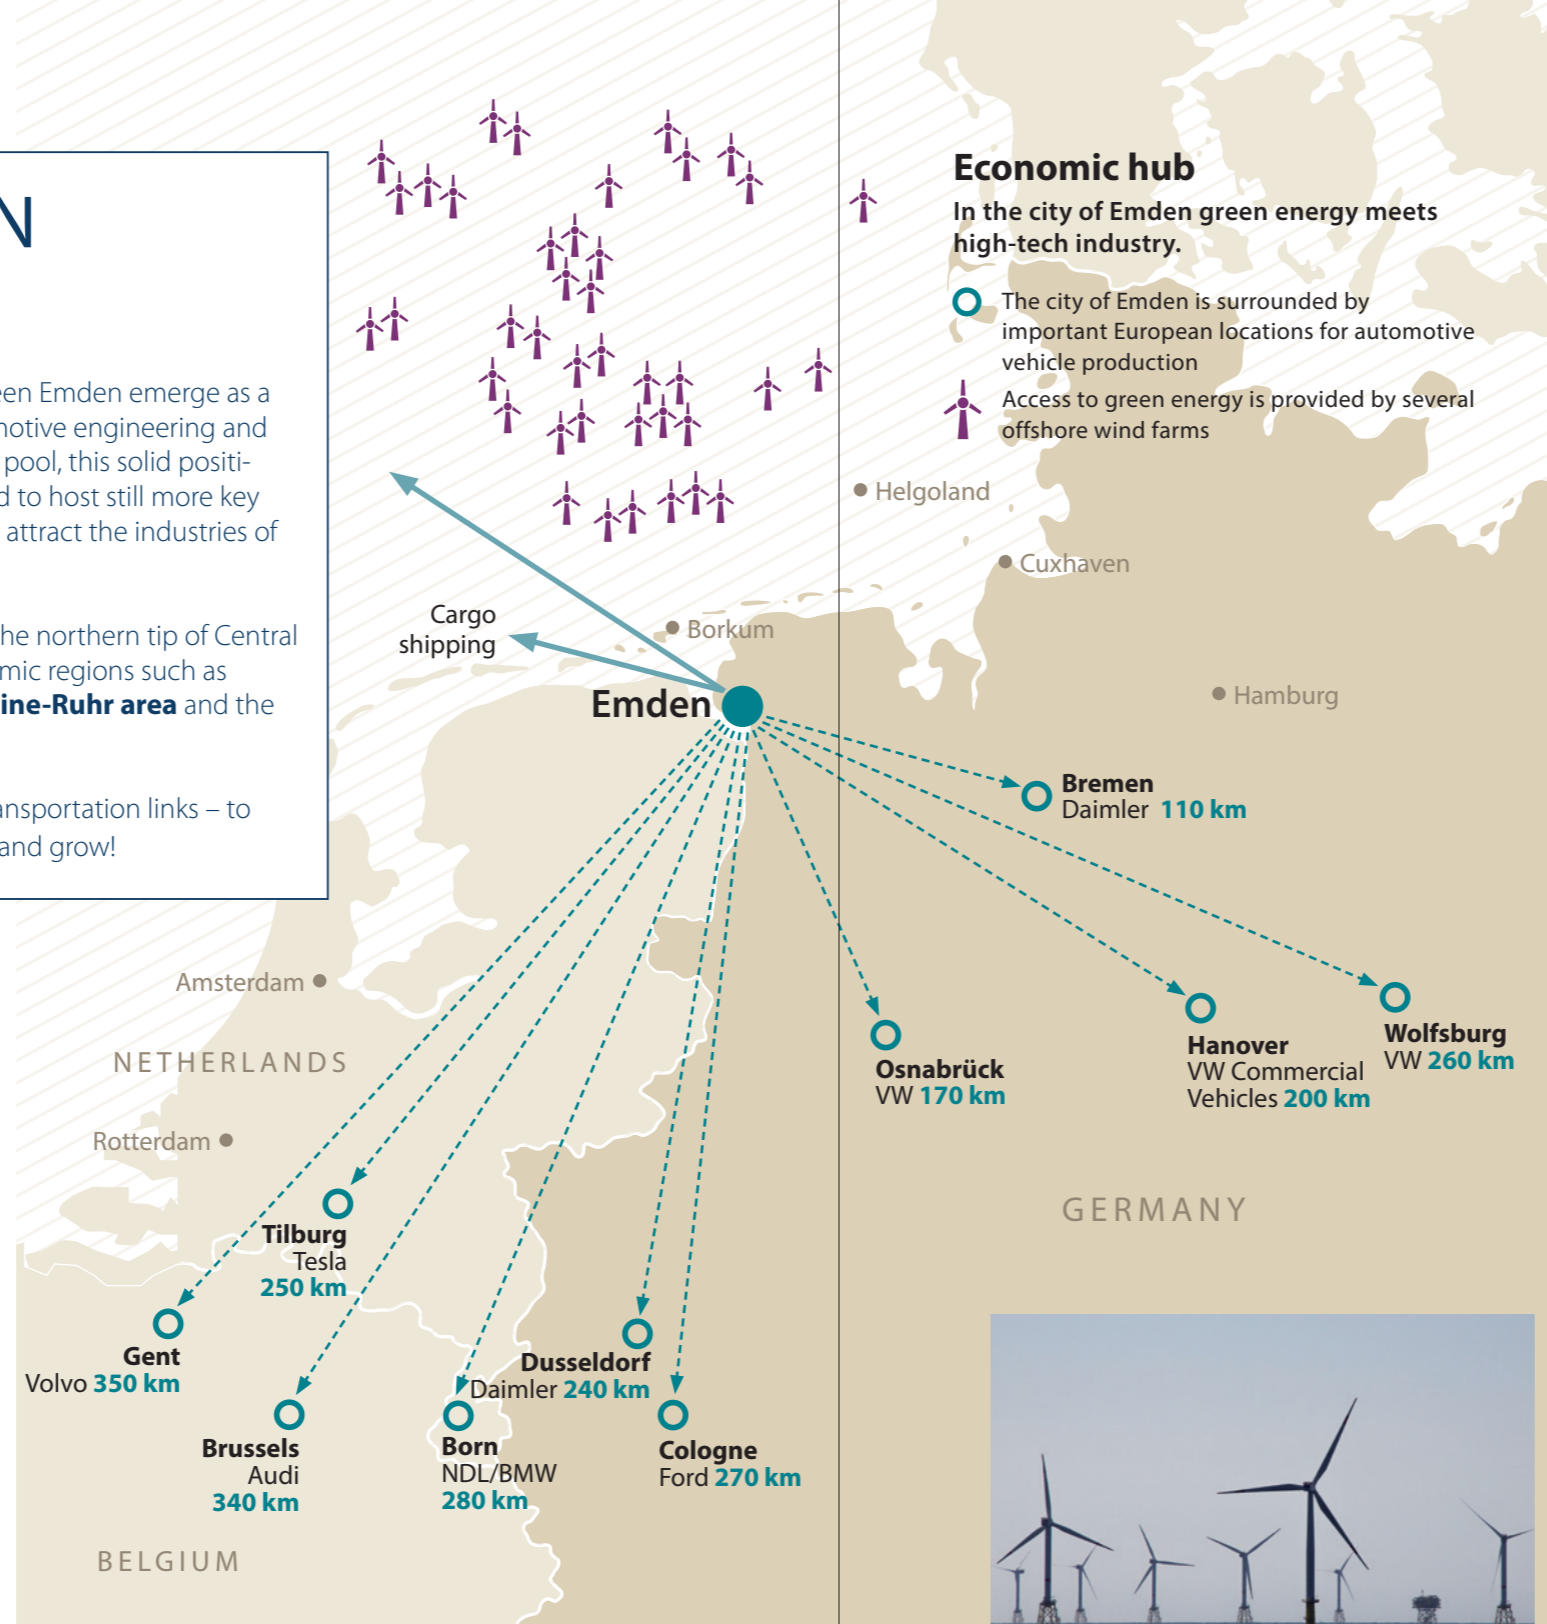 N
een Emden emerge as a
notive engineering and
pool, this solid positi-
d to host still more key
attract the industries of
he northern tip of Central
mic regions such as
ine-Ruhr area and the
ansportation links – to
and grow!
Economic hub
In the city of Emden green energy meets
high-tech industry.
The city of Emden is surrounded by
important European locations for automotive
vehicle production
Access to green energy is provided by several
offshore wind farms
Helgoland
Cuxhaven
Cargo
shipping
Borkum
Emden
Hamburg
Bremen
Daimler 110 km
Amsterdam
NETHERLANDS
Rotterdam
Osnabrück
VW 170 km
Hanover
VW Commercial
Vehicles 200 km
Wolfsburg
VW 260 km
GERMANY
Tilburg
Tesla
250 km
Gent
Volvo 350 km
Dusseldorf
Daimler 240 km
Brussels
Audi
340 km
Born
NDL/BMW
280 km
Cologne
Ford 270 km
BELGIUM